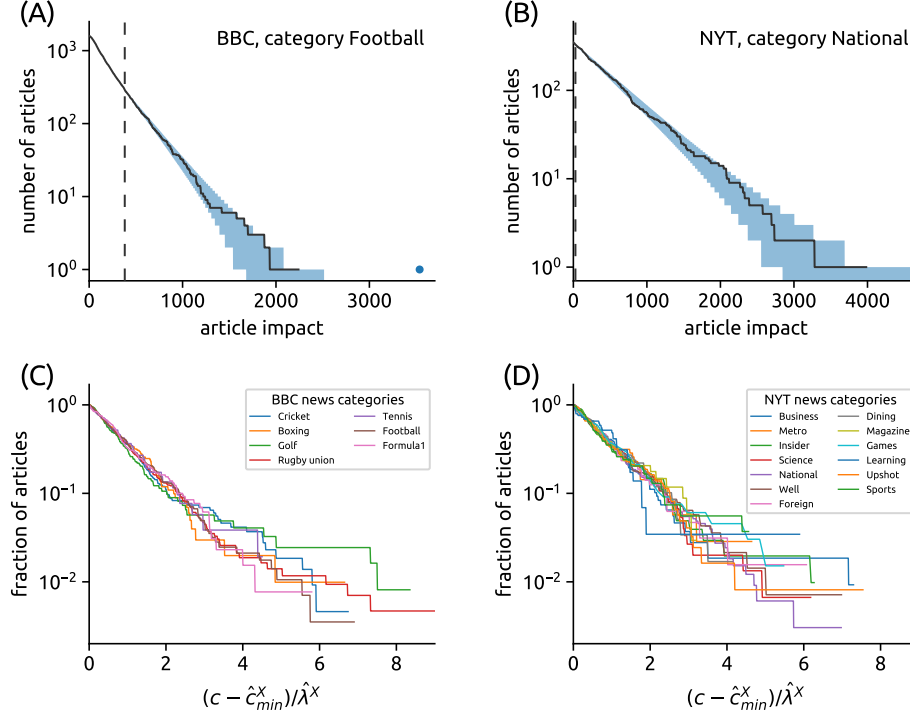 (A)
BBC, category Football
number of articles
10³
10²
10¹
10⁰
0 1000 2000 3000
article impact
(B)
NYT, category National
number of articles
10²
10¹
10⁰
0 1000 2000 3000 4000
article impact
(C)
BBC news categories
Cricket Tennis
Boxing Football
Golf Formula1
Rugby union
fraction of articles
10⁰
10⁻¹
10⁻²
0 2 4 6 8
(c − ĉ_min^X)/λ̂^X
(D)
NYT news categories
Business Dining
Metro Magazine
Insider Games
Science Learning
National Upshot
Well Sports
Foreign
fraction of articles
10⁰
10⁻¹
10⁻²
0 2 4 6 8
(c − ĉ_min^X)/λ̂^X